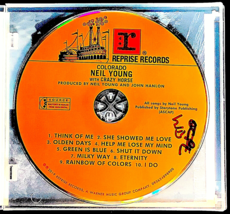 R
REPRISE RECORDS
COLORADO
NEIL YOUNG
WITH CRAZY HORSE
PRODUCED BY NEIL YOUNG AND JOHN HANLON
All songs by Neil Young
Published by
(ASCAP)
1. THINK OF ME 2. SHE SHOWED ME LOVE
3. OLDEN DAYS 4. HELP ME LOSE MY MIND
5. GREEN IS BLUE 6. SHUT IT DOWN
7. MILKY WAY 8. ETERNITY
9. RAINBOW OF COLORS 10. I DO